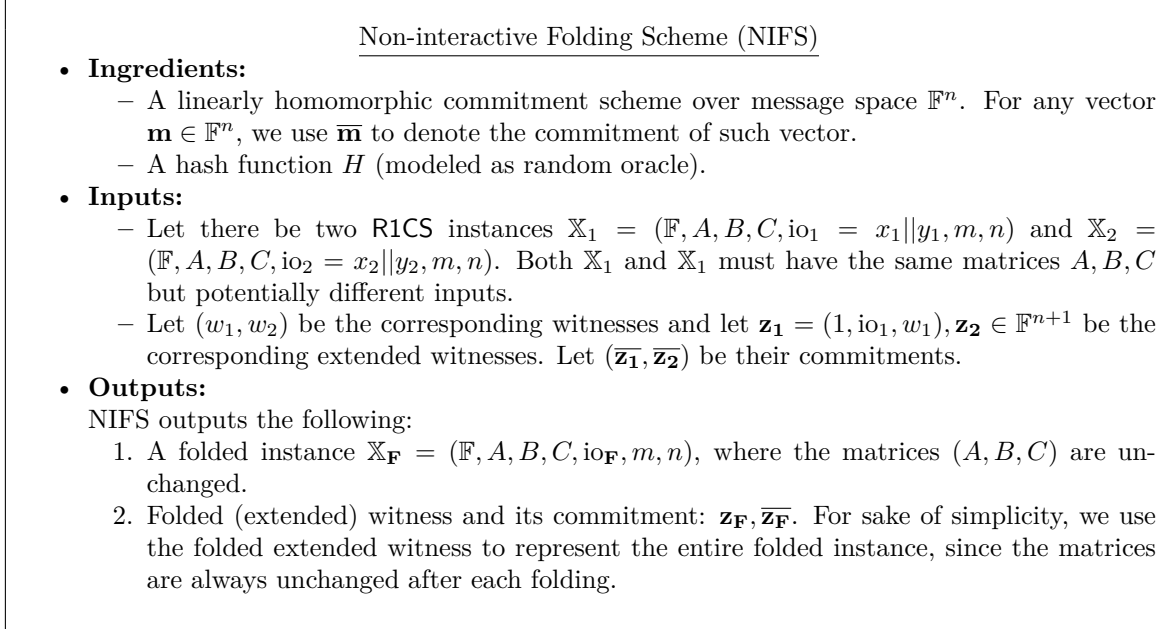 Non-interactive Folding Scheme (NIFS)
• Ingredients:
– A linearly homomorphic commitment scheme over message space 𝔽ⁿ. For any vector
m ∈ 𝔽ⁿ, we use m̅ to denote the commitment of such vector.
– A hash function H (modeled as random oracle).
• Inputs:
– Let there be two R1CS instances 𝕏₁ = (𝔽, A, B, C, io₁ = x₁||y₁, m, n) and 𝕏₂ =
(𝔽, A, B, C, io₂ = x₂||y₂, m, n). Both 𝕏₁ and 𝕏₁ must have the same matrices A, B, C
but potentially different inputs.
– Let (w₁, w₂) be the corresponding witnesses and let z₁ = (1, io₁, w₁), z₂ ∈ 𝔽ⁿ⁺¹ be the
corresponding extended witnesses. Let (z̅₁, z̅₂) be their commitments.
• Outputs:
NIFS outputs the following:
1. A folded instance 𝕏_F = (𝔽, A, B, C, io_F, m, n), where the matrices (A, B, C) are un-
changed.
2. Folded (extended) witness and its commitment: z_F, z̅_F. For sake of simplicity, we use
the folded extended witness to represent the entire folded instance, since the matrices
are always unchanged after each folding.